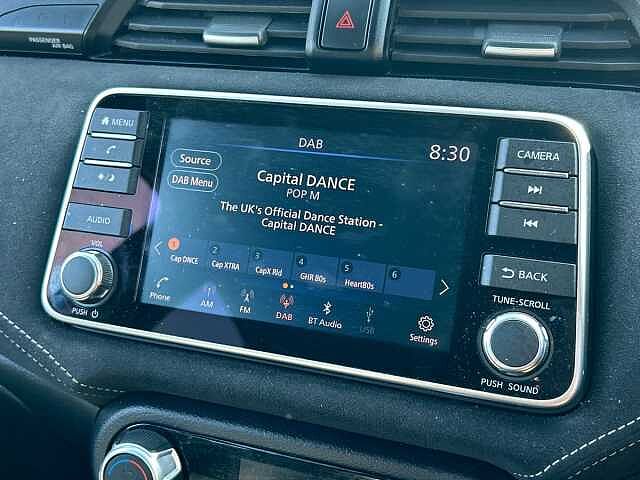 PASSENGER
AIR BAG
MENU
AUDIO
VOL
PUSH
DAB
8:30
Source
DAB Menu
Capital DANCE
POP M
The UK's Official Dance Station -
Capital DANCE
1 Cap DNCE
2 Cap XTRA
3 CapX Rld
4 GHR 80s
5 Heart80s
6
Phone
AM
FM
DAB
BT Audio
USB
Settings
CAMERA
BACK
TUNE-SCROLL
PUSH SOUND